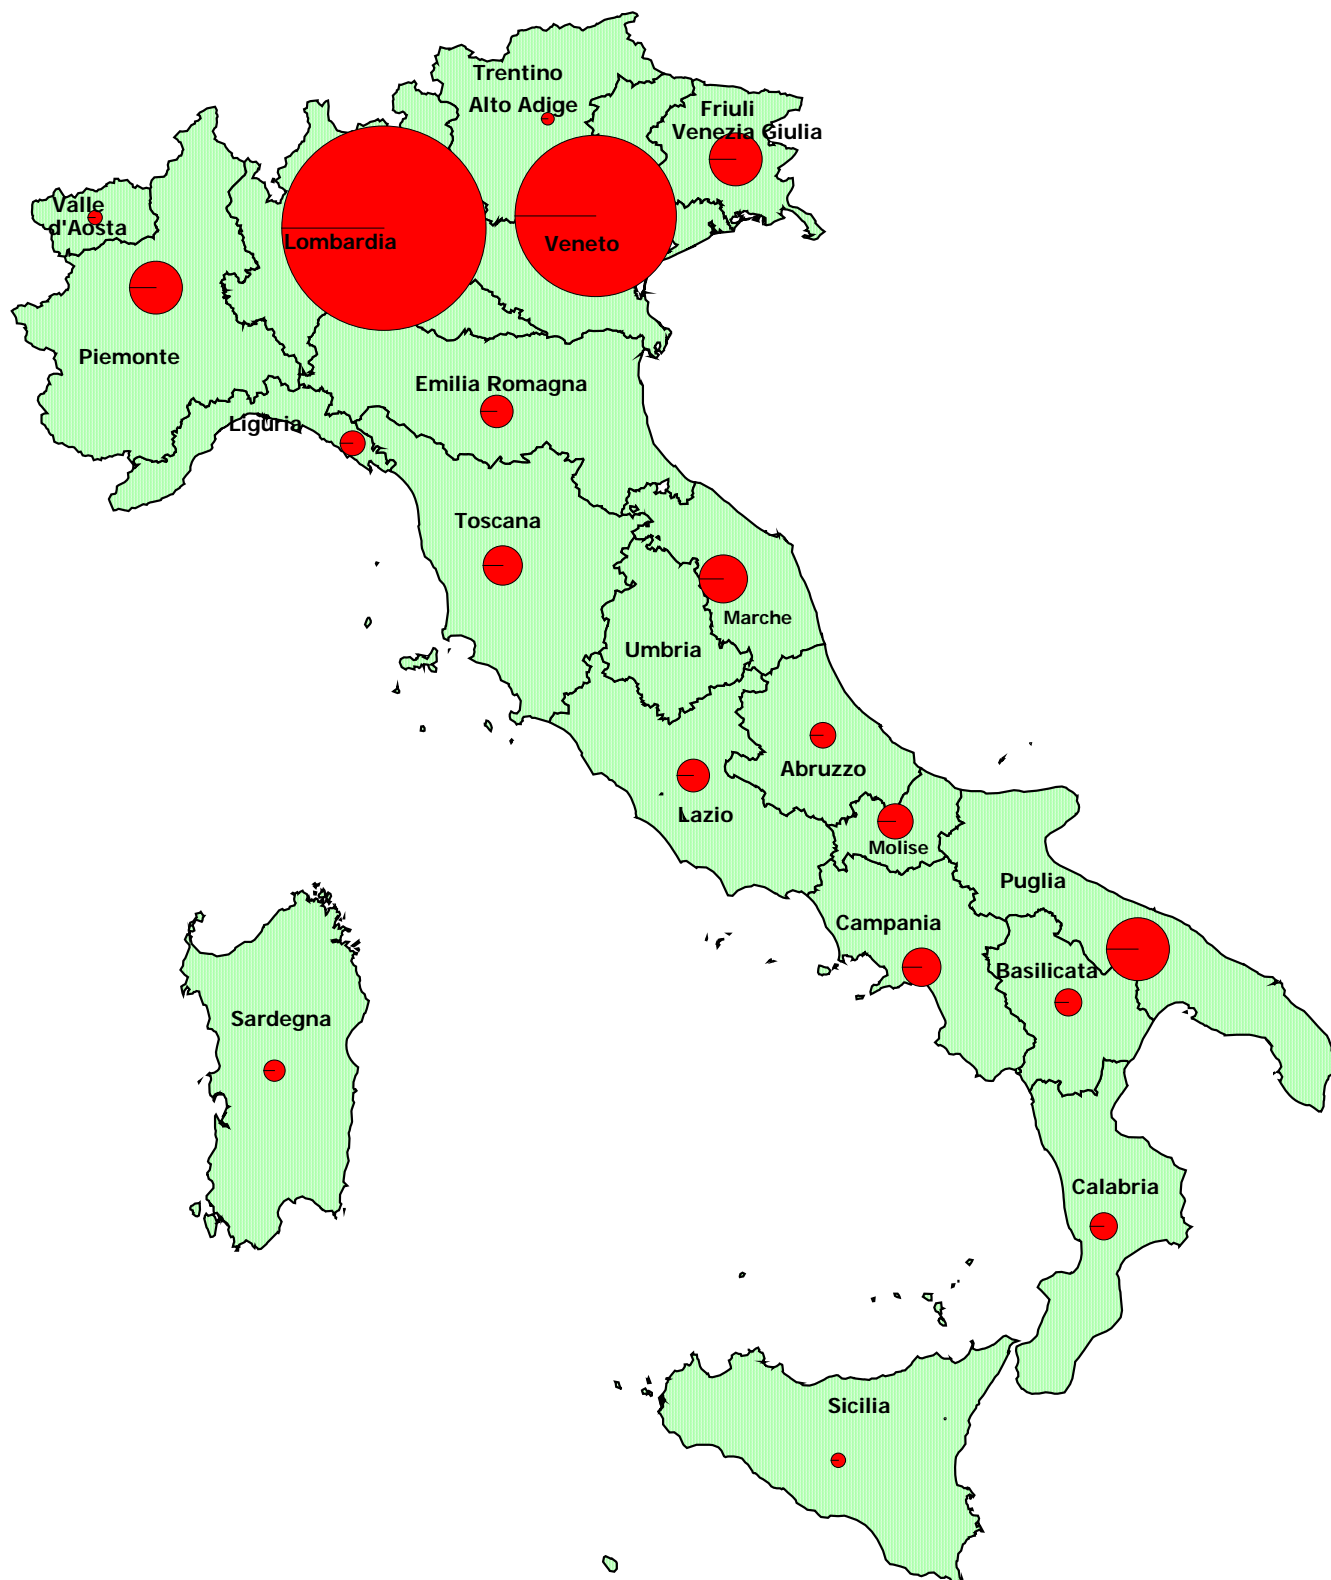 Trentino
Alto Adige
Friuli
Venezia Giulia
Valle
d'Aosta
Lombardia
Veneto
Piemonte
Emilia Romagna
Liguria
Toscana
Marche
Umbria
Abruzzo
Lazio
Molise
Puglia
Campania
Basilicata
Sardegna
Calabria
Sicilia